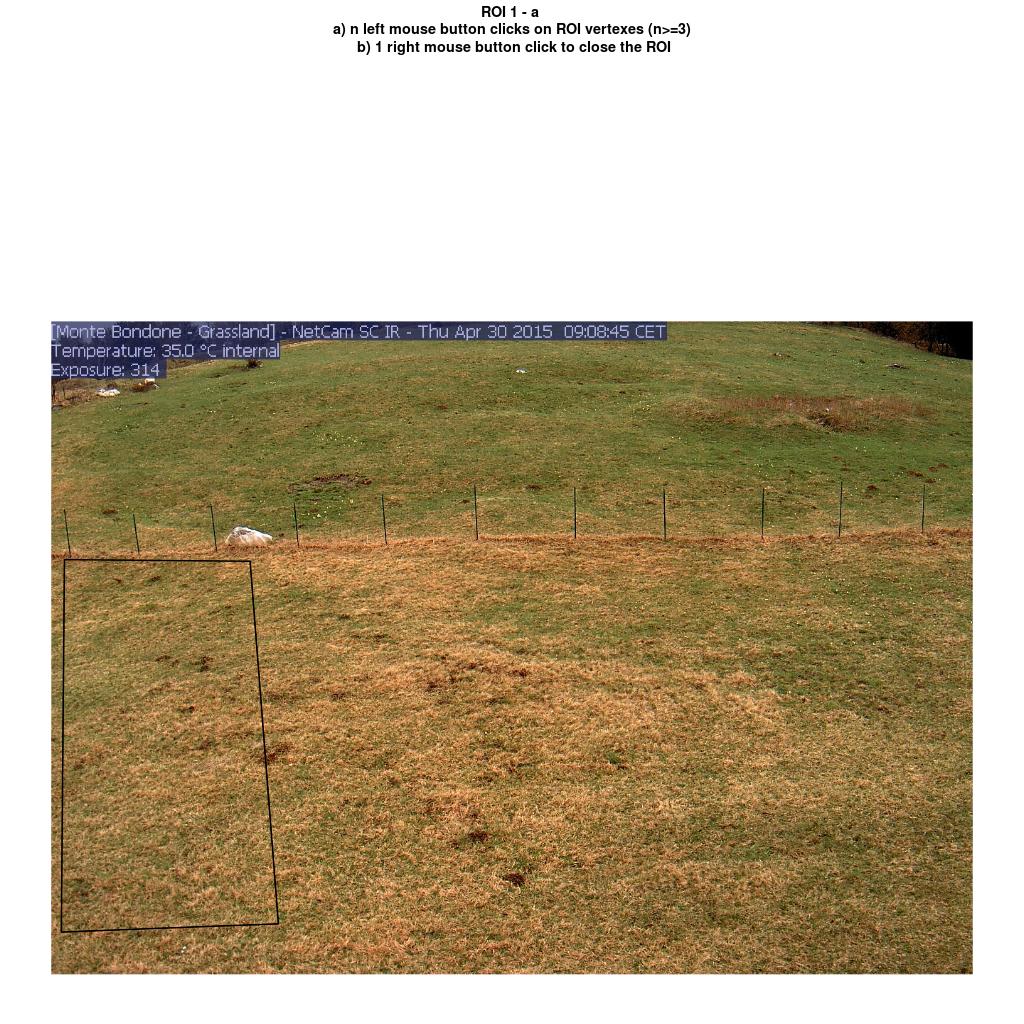 ROI 1 - a
a) n left mouse button clicks on ROI vertexes (n>=3)
b) 1 right mouse button click to close the ROI
[Monte Bondone - Grassland] - NetCam SC IR - Thu Apr 30 2015 09:08:45 CET
Temperature: 35.0 °C internal
Exposure: 314